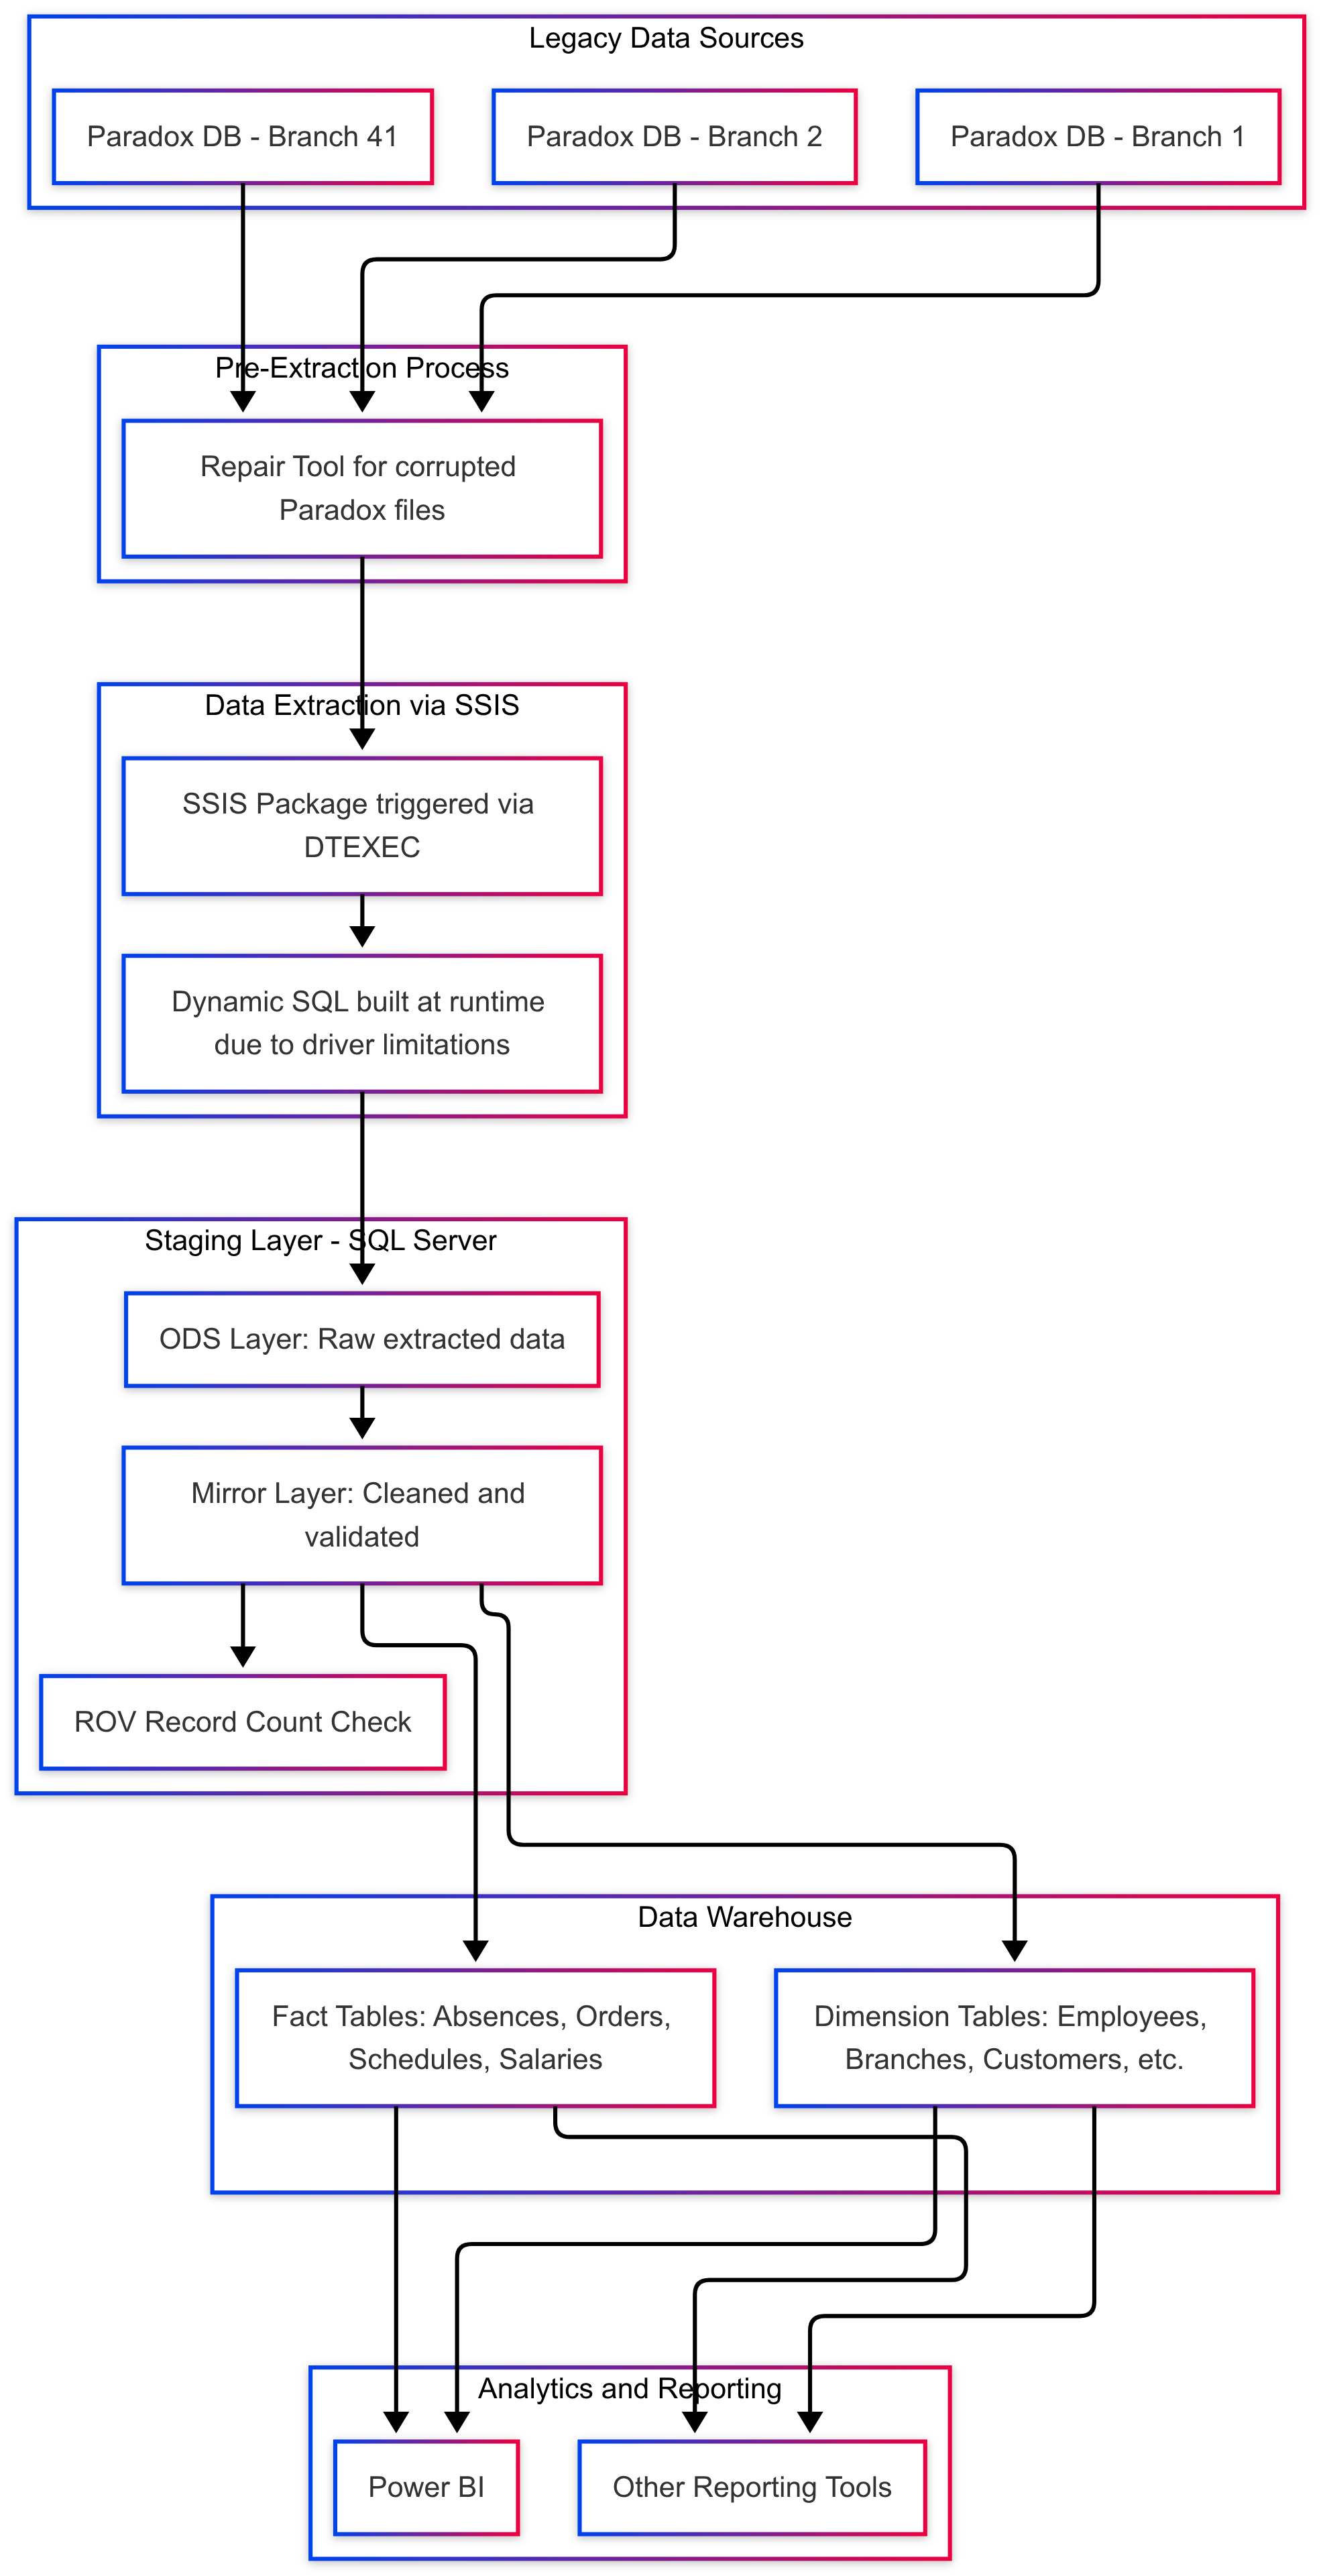 Legacy Data Sources
Paradox DB - Branch 41
Paradox DB - Branch 2
Paradox DB - Branch 1
Pre-Extraction Process
Repair Tool for corrupted
Paradox files
Data Extraction via SSIS
SSIS Package triggered via
DTEXEC
Dynamic SQL built at runtime
due to driver limitations
Staging Layer - SQL Server
ODS Layer: Raw extracted data
Mirror Layer: Cleaned and
validated
ROV Record Count Check
Data Warehouse
Fact Tables: Absences, Orders,
Schedules, Salaries
Dimension Tables: Employees,
Branches, Customers, etc.
Analytics and Reporting
Power BI
Other Reporting Tools